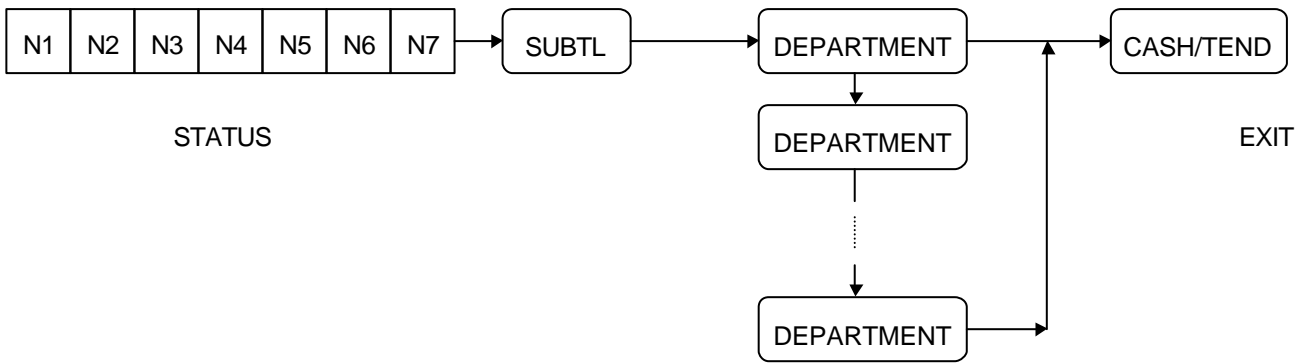 N1 N2 N3 N4 N5 N6 N7 SUBTL DEPARTMENT CASH/TEND
STATUS DEPARTMENT EXIT
DEPARTMENT